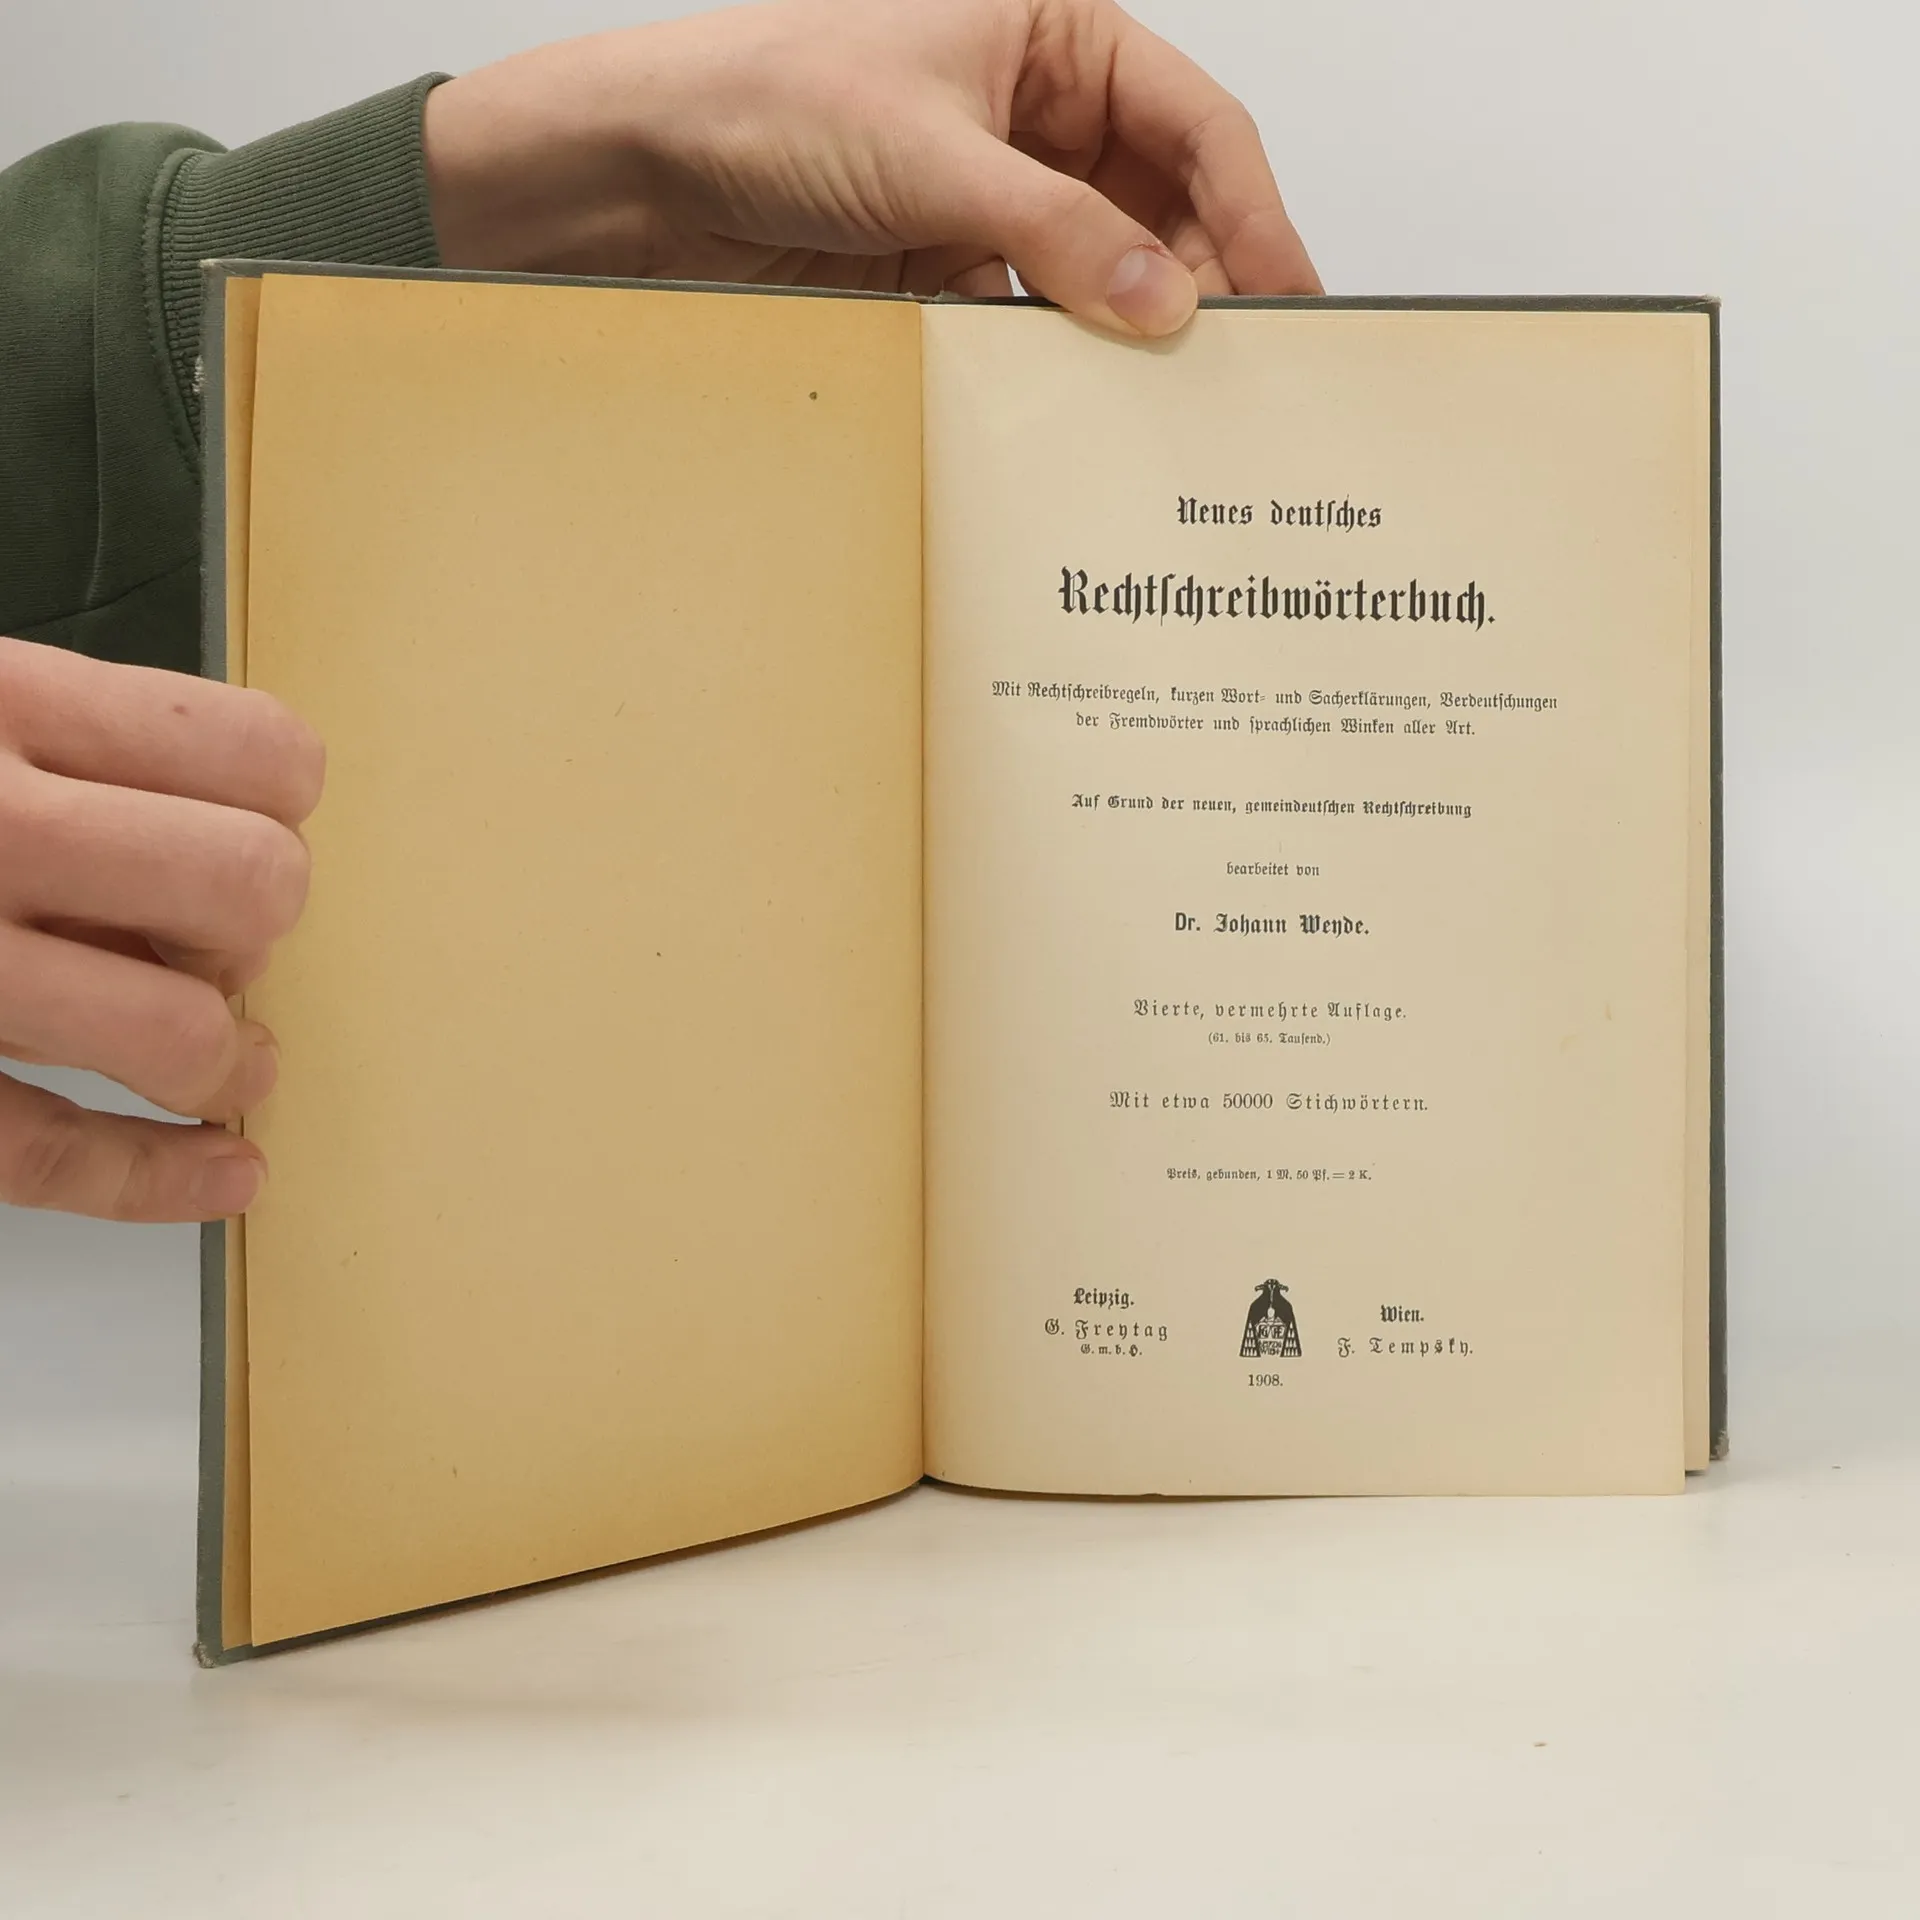 Neues deutsches
Rechtschreibwörterbuch.
Mit Rechtschreibregeln, kurzen Wort- und Sacherklärungen, Verdeutschungen
der Fremdwörter und sprachlichen Winken aller Art.
Auf Grund der neuen, gemeindeutschen Rechtschreibung
bearbeitet von
Dr. Johann Weyde.
Vierte, vermehrte Auflage.
(61. bis 65. Tausend.)
Mit etwa 50000 Stichwörtern.
Preis, gebunden, 1 M. 50 Pf. = 2 K.
Leipzig.
G. Freytag
G. m. b. H.
Wien.
F. Tempsky.
1908.